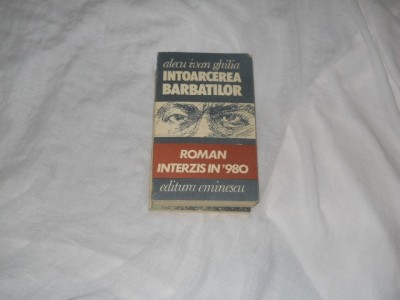 alecu ivan ghilia
INTOARCEREA
BARBATILOR
ROMAN
INTERZIS IN '980
editura eminescu